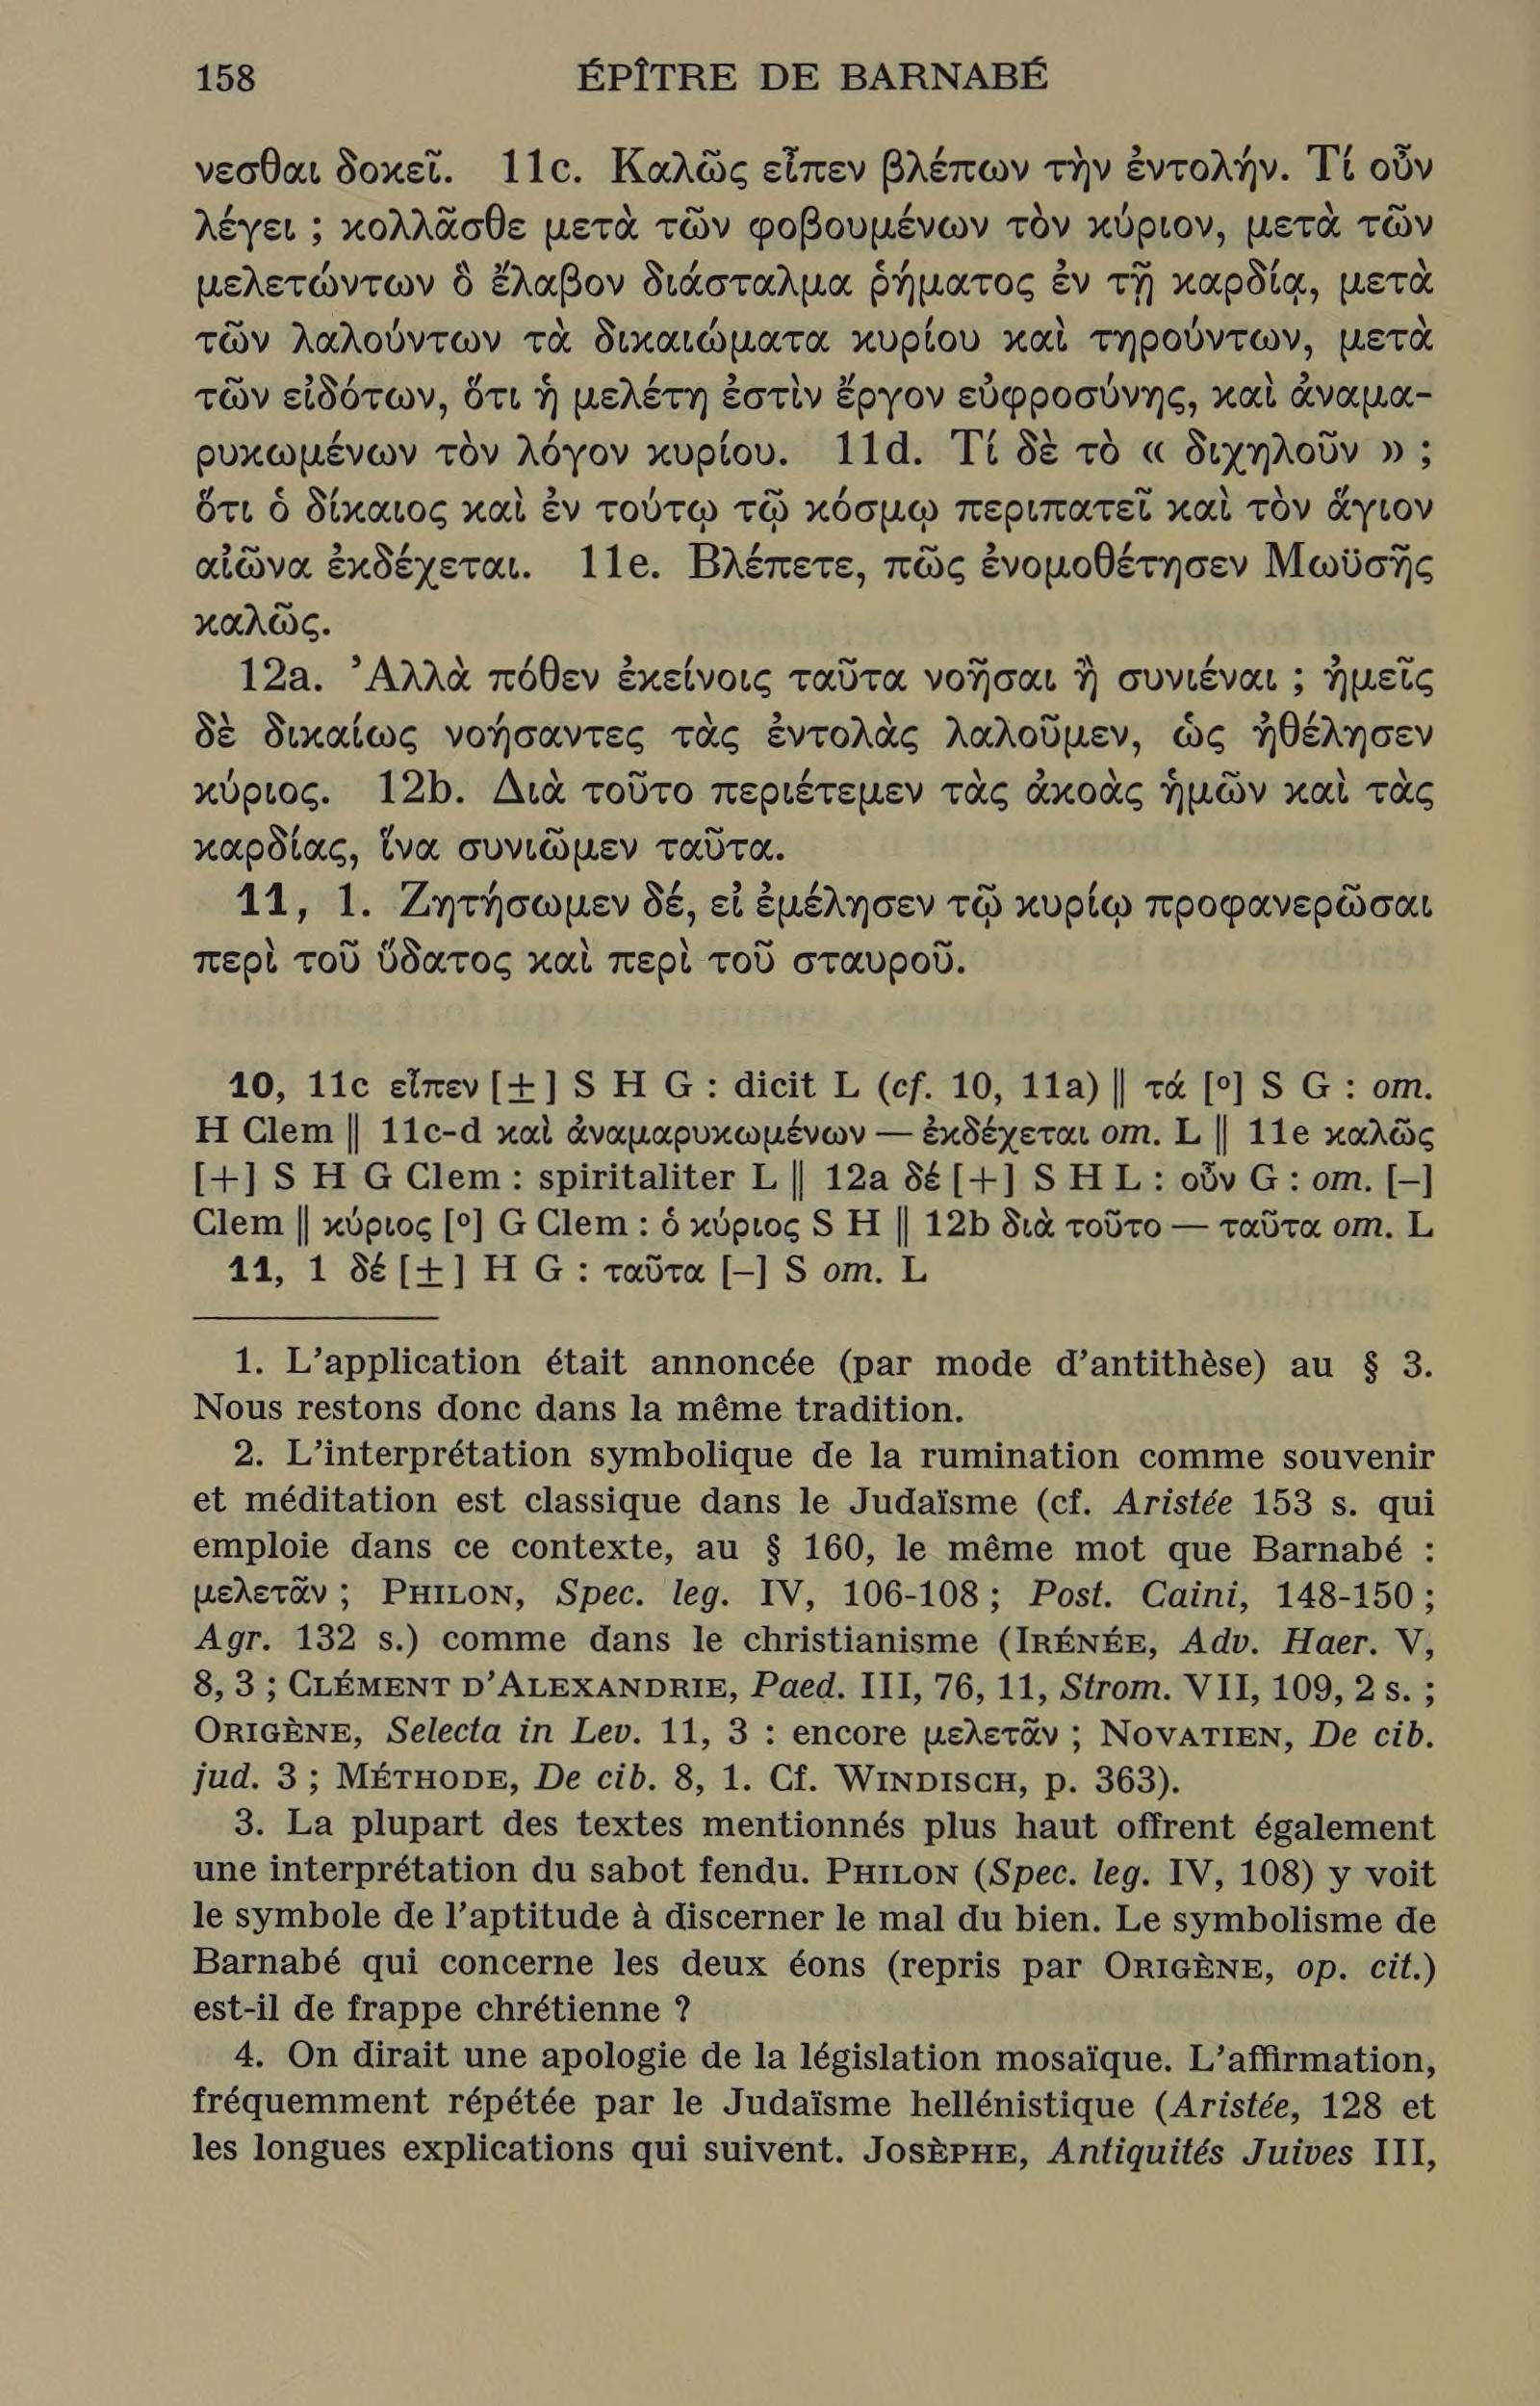 158 ÉPÎTRE DE BARNABÉ
νεσθαι δοκεῖ. 11c. Καλῶς εἶπεν βλέπων τὴν ἐντολήν. Τί οὖν
λέγει ; κολλᾶσθε μετὰ τῶν φοβουμένων τὸν κύριον, μετὰ τῶν
μελετώντων ὃ ἔλαβον διάσταλμα ῥήματος ἐν τῇ καρδίᾳ, μετὰ
τῶν λαλούντων τὰ δικαιώματα κυρίου καὶ τηρούντων, μετὰ
τῶν εἰδότων, ὅτι ἡ μελέτη ἐστὶν ἔργον εὐφροσύνης, καὶ ἀναμα-
ρυκωμένων τὸν λόγον κυρίου. 11d. Τί δὲ τὸ « διχηλοῦν » ;
ὅτι ὁ δίκαιος καὶ ἐν τούτῳ τῷ κόσμῳ περιπατεῖ καὶ τὸν ἅγιον
αἰῶνα ἐκδέχεται. 11e. Βλέπετε, πῶς ἐνομοθέτησεν Μωϋσῆς
καλῶς.
12a. Ἀλλὰ πόθεν ἐκείνοις ταῦτα νοῆσαι ἢ συνιέναι ; ἡμεῖς
δὲ δικαίως νοήσαντες τὰς ἐντολὰς λαλοῦμεν, ὡς ἠθέλησεν
κύριος. 12b. Διὰ τοῦτο περιέτεμεν τὰς ἀκοὰς ἡμῶν καὶ τὰς
καρδίας, ἵνα συνιῶμεν ταῦτα.
11, 1. Ζητήσωμεν δέ, εἰ ἐμέλησεν τῷ κυρίῳ προφανερῶσαι
περὶ τοῦ ὕδατος καὶ περὶ τοῦ σταυροῦ.
10, 11c εἶπεν [±] S H G : dicit L (cf. 10, 11a) || τά [°] S G : om.
H Clem || 11c-d καὶ ἀναμαρυκωμένων — ἐκδέχεται om. L || 11e καλῶς
[+] S H G Clem : spiritaliter L || 12a δέ [+] S H L : οὖν G : om. [–]
Clem || κύριος [°] G Clem : ὁ κύριος S H || 12b διὰ τοῦτο — ταῦτα om. L
11, 1 δέ [±] H G : ταῦτα [–] S om. L
1. L'application était annoncée (par mode d'antithèse) au § 3.
Nous restons donc dans la même tradition.
2. L'interprétation symbolique de la rumination comme souvenir
et méditation est classique dans le Judaïsme (cf. Aristée 153 s. qui
emploie dans ce contexte, au § 160, le même mot que Barnabé :
μελετᾶν ; PHILON, Spec. leg. IV, 106-108 ; Post. Caini, 148-150 ;
Agr. 132 s.) comme dans le christianisme (IRÉNÉE, Adv. Haer. V,
8, 3 ; CLÉMENT D'ALEXANDRIE, Paed. III, 76, 11, Strom. VII, 109, 2 s. ;
ORIGÈNE, Selecta in Lev. 11, 3 : encore μελετᾶν ; NOVATIEN, De cib.
jud. 3 ; MÉTHODE, De cib. 8, 1. Cf. WINDISCH, p. 363).
3. La plupart des textes mentionnés plus haut offrent également
une interprétation du sabot fendu. PHILON (Spec. leg. IV, 108) y voit
le symbole de l'aptitude à discerner le mal du bien. Le symbolisme de
Barnabé qui concerne les deux éons (repris par ORIGÈNE, op. cit.)
est-il de frappe chrétienne ?
4. On dirait une apologie de la législation mosaïque. L'affirmation,
fréquemment répétée par le Judaïsme hellénistique (Aristée, 128 et
les longues explications qui suivent. JOSÈPHE, Antiquités Juives III,